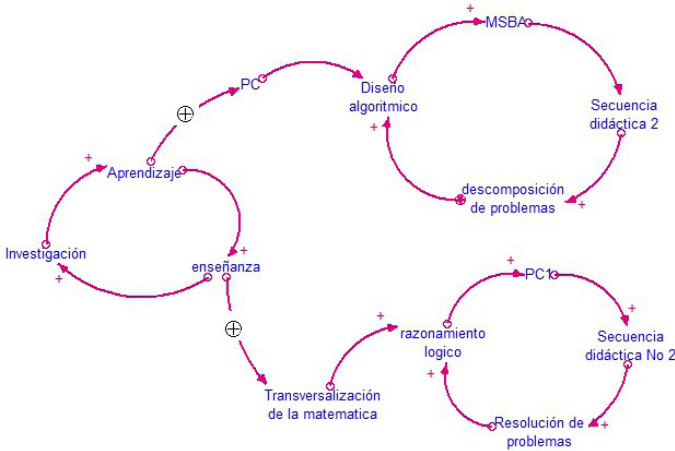 MSBA
PC
Diseño
algoritmico
Secuencia
didáctica 2
Aprendizaje
descomposición
de problemas
Investigación
enseñanza
PC1
razonamiento
logico
Secuencia
didáctica No 2
Transversalización
de la matematica
Resolución de
problemas